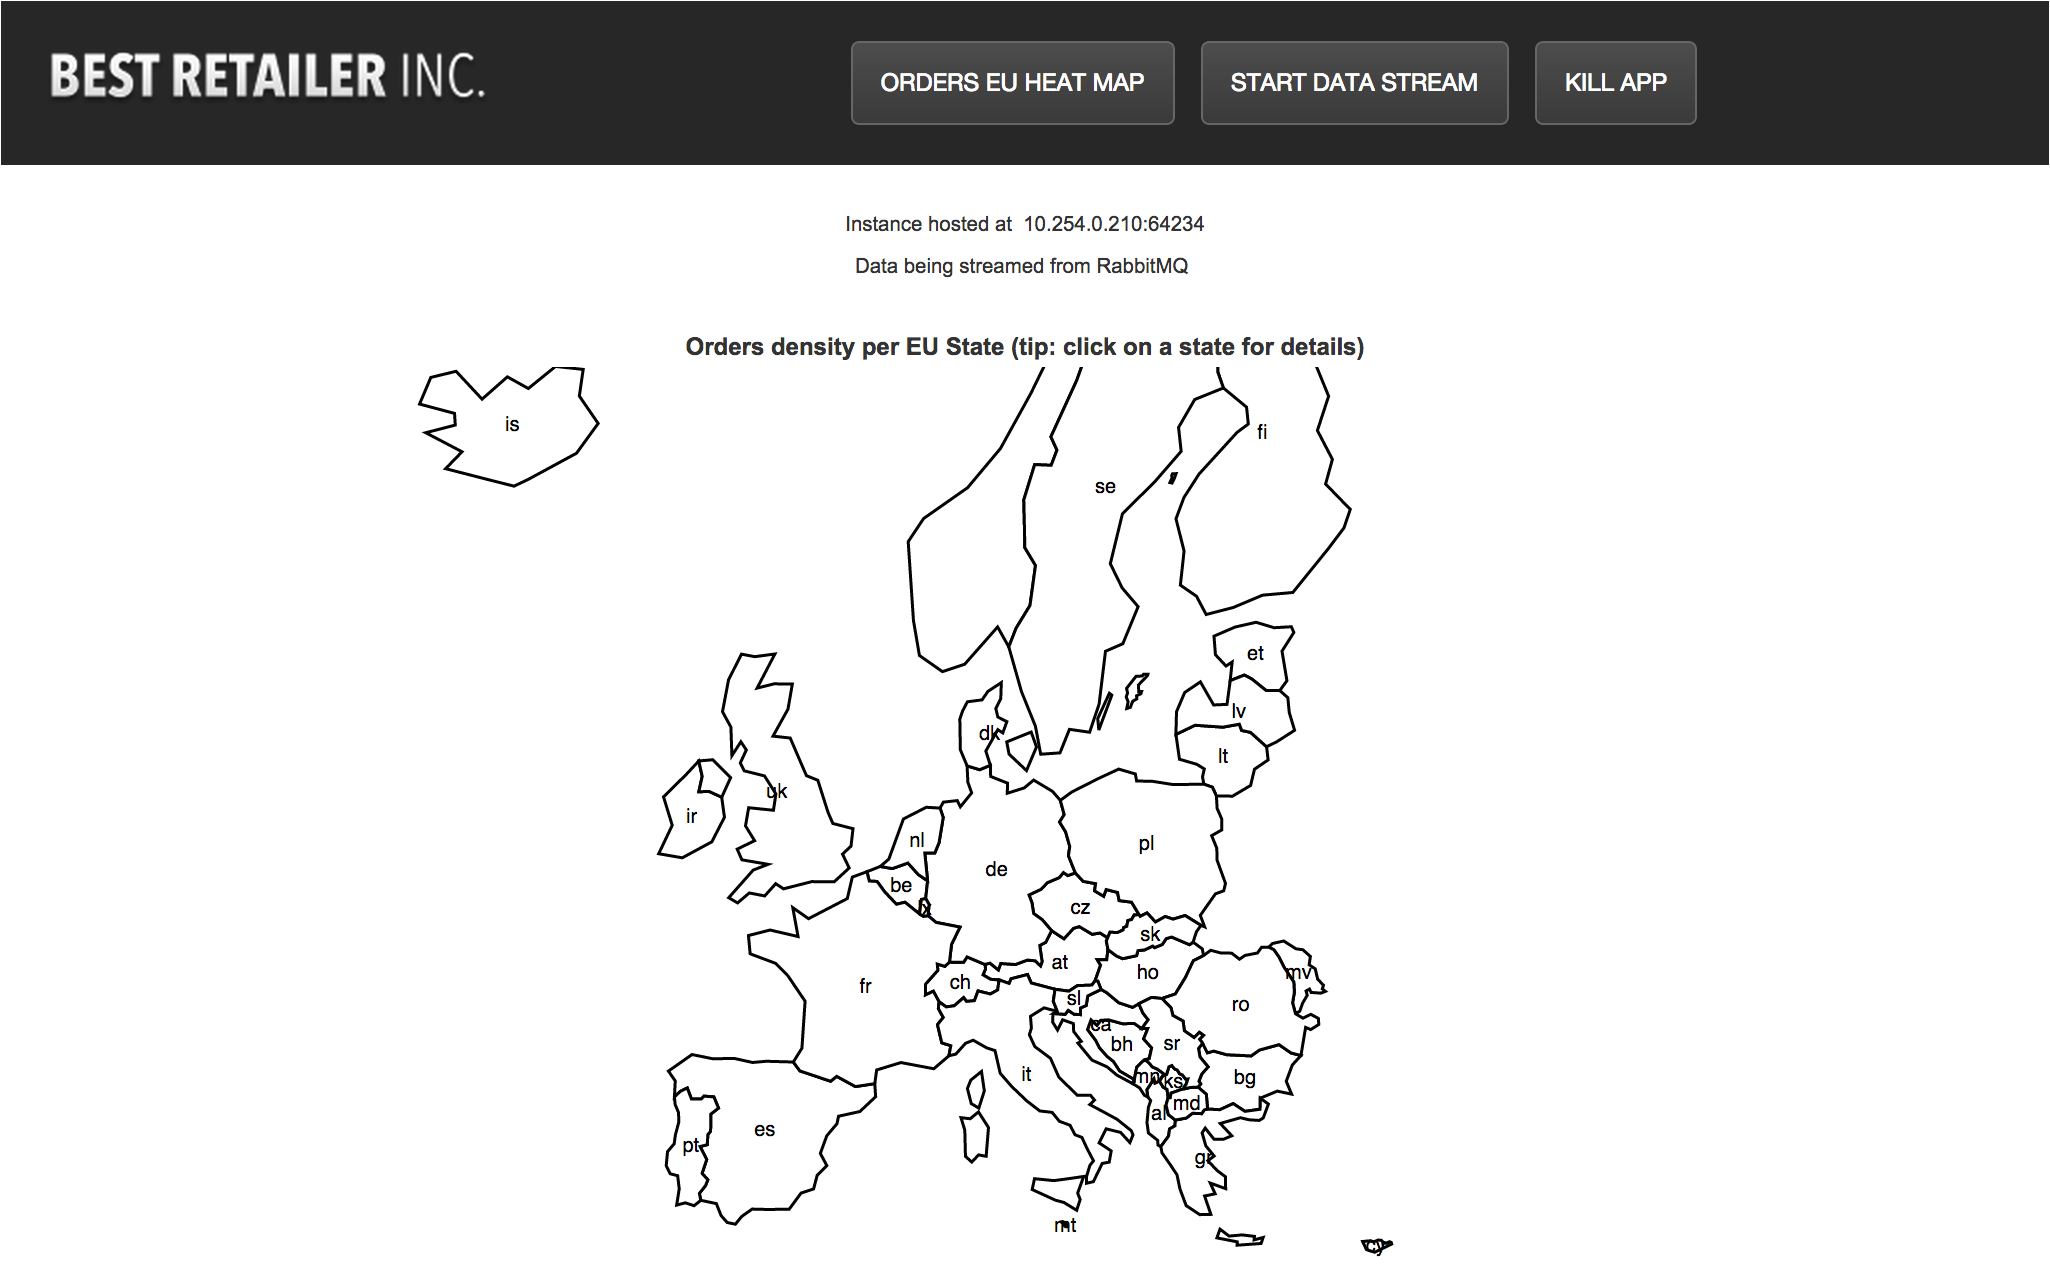 BEST RETAILER INC.
ORDERS EU HEAT MAP
START DATA STREAM
KILL APP
Instance hosted at 10.254.0.210:64234
Data being streamed from RabbitMQ
Orders density per EU State (tip: click on a state for details)
is
fi
se
et
lv
dk
lt
uk
ir
nl
pl
de
be
lx
cz
sk
at
ho
mv
ch
fr
sl
ro
ca
bh
sr
it
mn
ks
bg
md
al
es
pt
gr
mt
cy